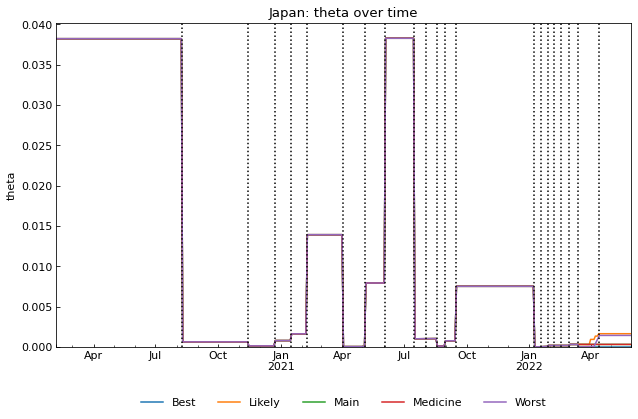 Japan: theta over time
theta
0.040
0.035
0.030
0.025
0.020
0.015
0.010
0.005
0.000
Apr Jul Oct Jan Apr Jul Oct Jan Apr
2021 2022
Best Likely Main Medicine Worst